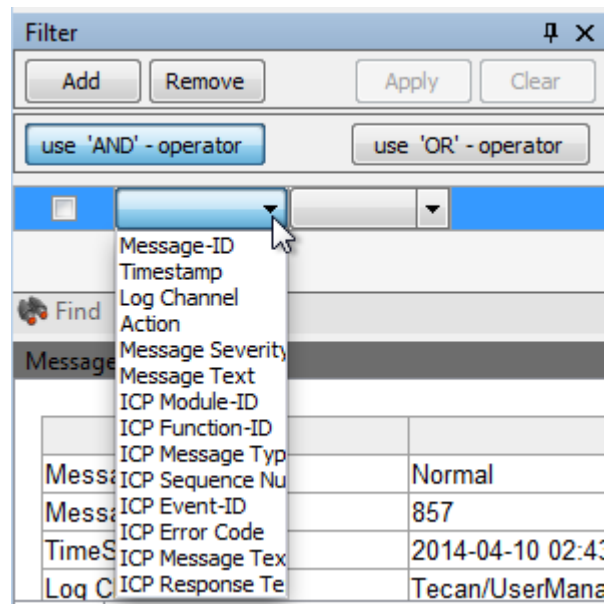 Filter
Add Remove Apply Clear
use 'AND' - operator use 'OR' - operator
Message-ID
Timestamp
Log Channel
Find
Action
Message Severity
Message
Message Text
ICP Module-ID
ICP Function-ID
ICP Message Typ
Messa Normal
ICP Sequence Nu
Messa 857
ICP Event-ID
ICP Error Code
TimeS 2014-04-10 02:43
ICP Message Tex
ICP Response Te
Log C Tecan/UserMana